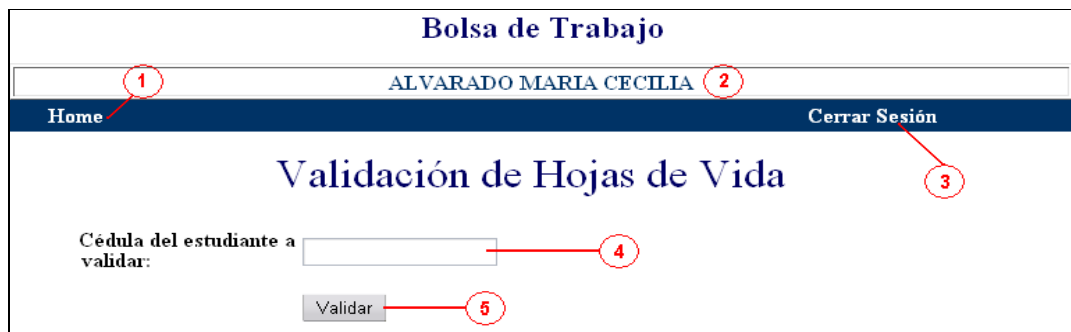 Bolsa de Trabajo
1
ALVARADO MARIA CECILIA 2
Home Cerrar Sesión
Validación de Hojas de Vida
3
Cédula del estudiante a
validar:
4
Validar 5